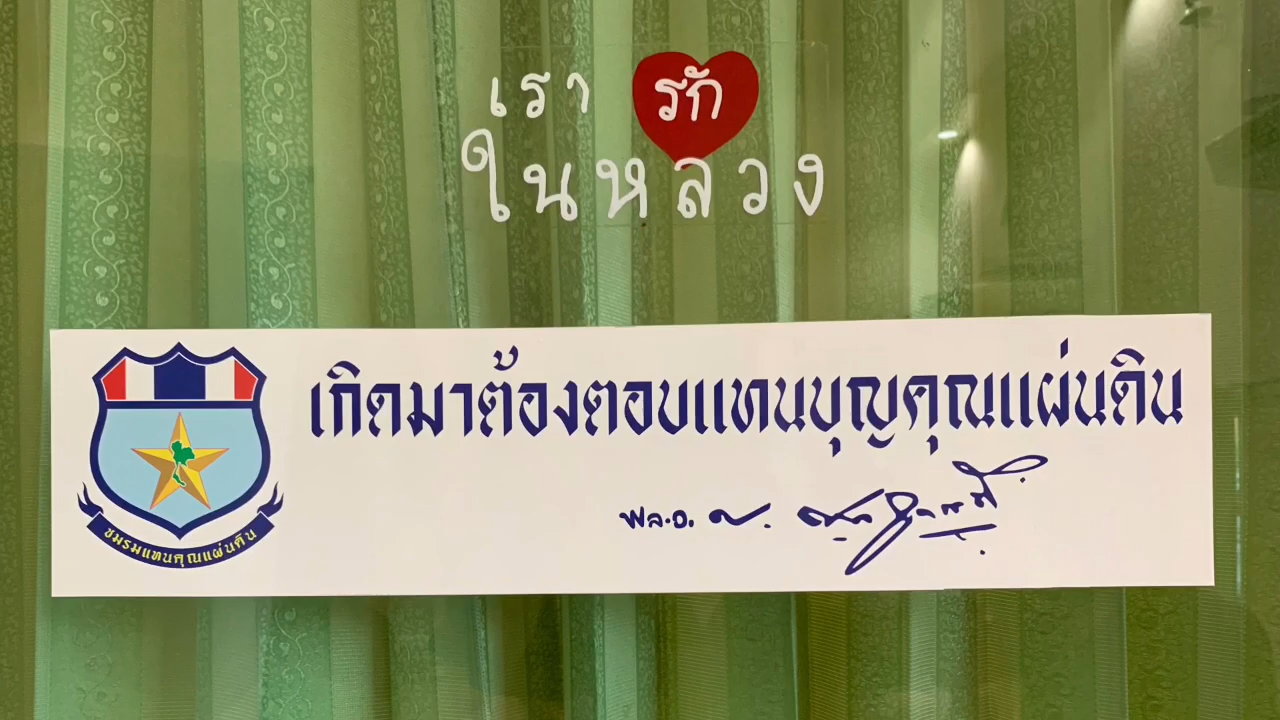 เรา รัก
ในหลวง
เกิดมาต้องตอบแทนบุญคุณแผ่นดิน
พล.อ. ป.
ชมรมแทนคุณแผ่นดิน